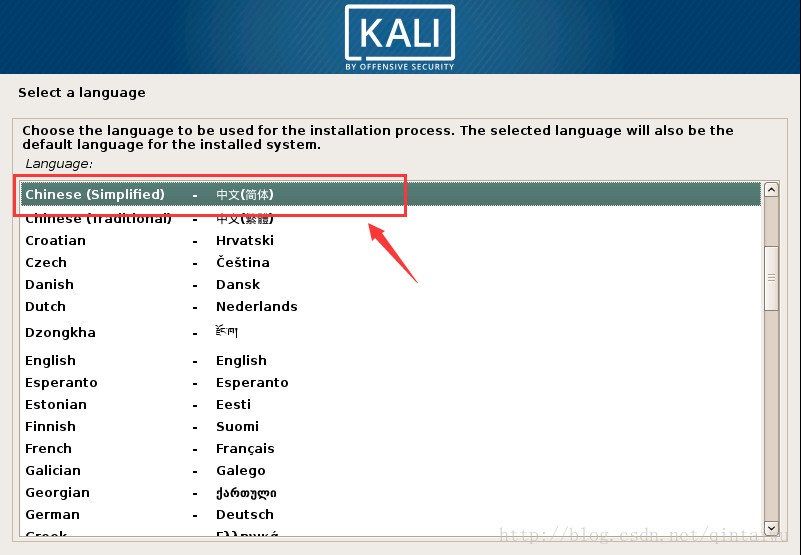 KALI
BY OFFENSIVE SECURITY
Select a language
Choose the language to be used for the installation process. The selected language will also be the
default language for the installed system.
Language:
Chinese (Simplified) - 中文(简体)
Chinese (Traditional) - 中文(繁體)
Croatian - Hrvatski
Czech - Čeština
Danish - Dansk
Dutch - Nederlands
Dzongkha - རྫོང་ཁ།
English - English
Esperanto - Esperanto
Estonian - Eesti
Finnish - Suomi
French - Français
Galician - Galego
Georgian - ქართული
German - Deutsch
Greek - Ελληνικά
http://blog.csdn.net/qintaiwu